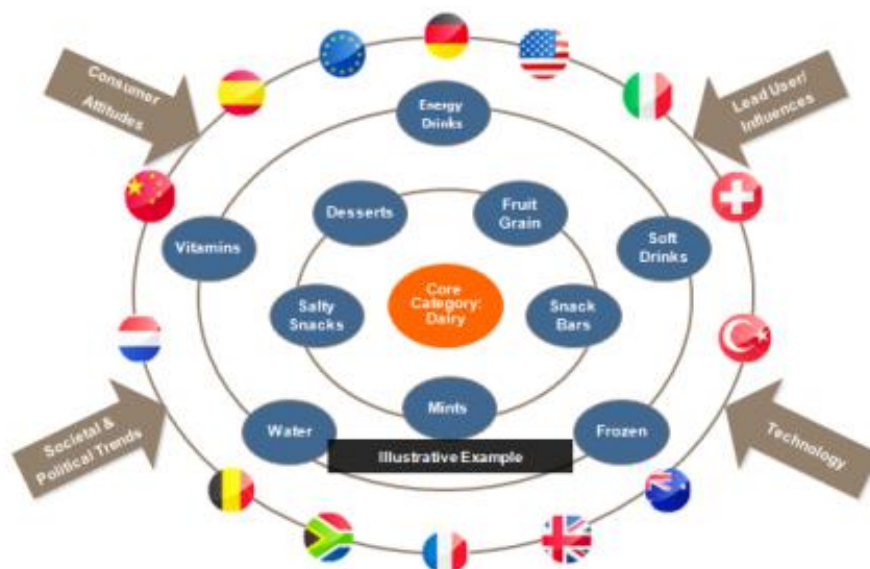 Consumer
Attitudes
Lead User/
Influences
Energy
Drinks
Desserts
Fruit
Grain
Vitamins
Soft
Drinks
Core
Category:
Dairy
Salty
Snacks
Snack
Bars
Mints
Water
Frozen
Illustrative Example
Societal &
Political Trends
Technology